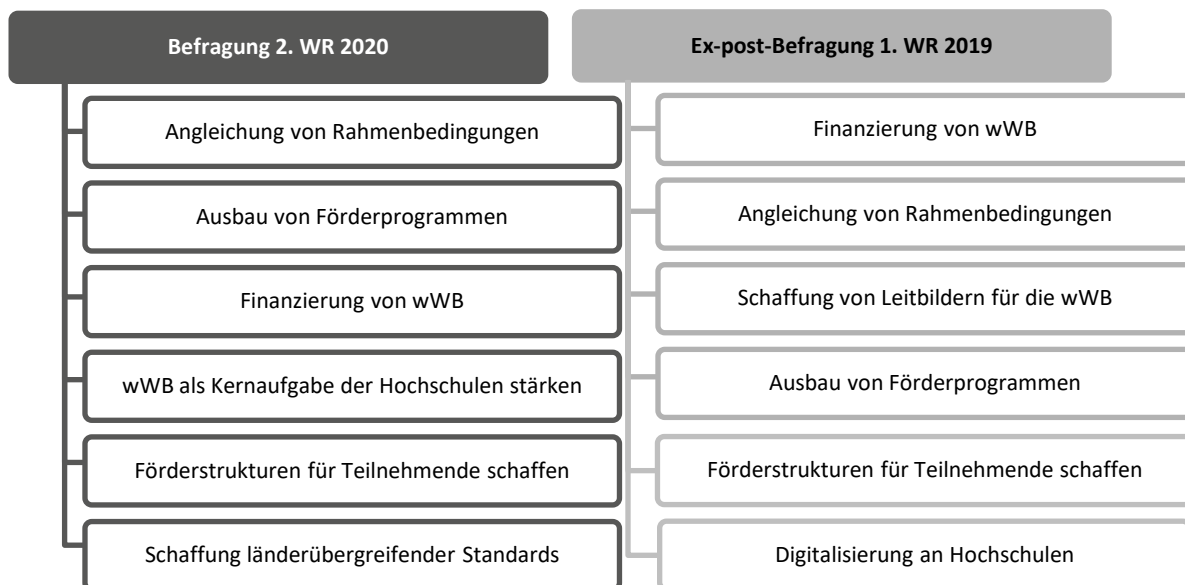 Befragung 2. WR 2020
Angleichung von Rahmenbedingungen
Ausbau von Förderprogrammen
Finanzierung von wWB
wWB als Kernaufgabe der Hochschulen stärken
Förderstrukturen für Teilnehmende schaffen
Schaffung länderübergreifender Standards
Ex-post-Befragung 1. WR 2019
Finanzierung von wWB
Angleichung von Rahmenbedingungen
Schaffung von Leitbildern für die wWB
Ausbau von Förderprogrammen
Förderstrukturen für Teilnehmende schaffen
Digitalisierung an Hochschulen